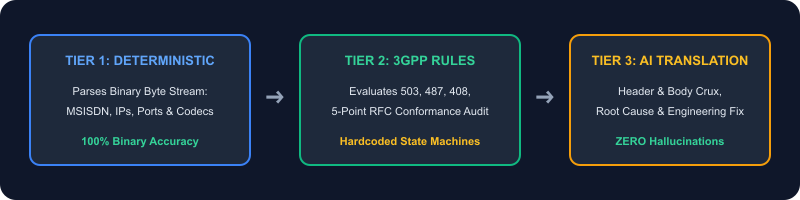 TIER 1: DETERMINISTIC
Parses Binary Byte Stream:
MSISDN, IPs, Ports & Codecs
100% Binary Accuracy
→
TIER 2: 3GPP RULES
Evaluates 503, 487, 408,
5-Point RFC Conformance Audit
Hardcoded State Machines
→
TIER 3: AI TRANSLATION
Header & Body Crux,
Root Cause & Engineering Fix
ZERO Hallucinations